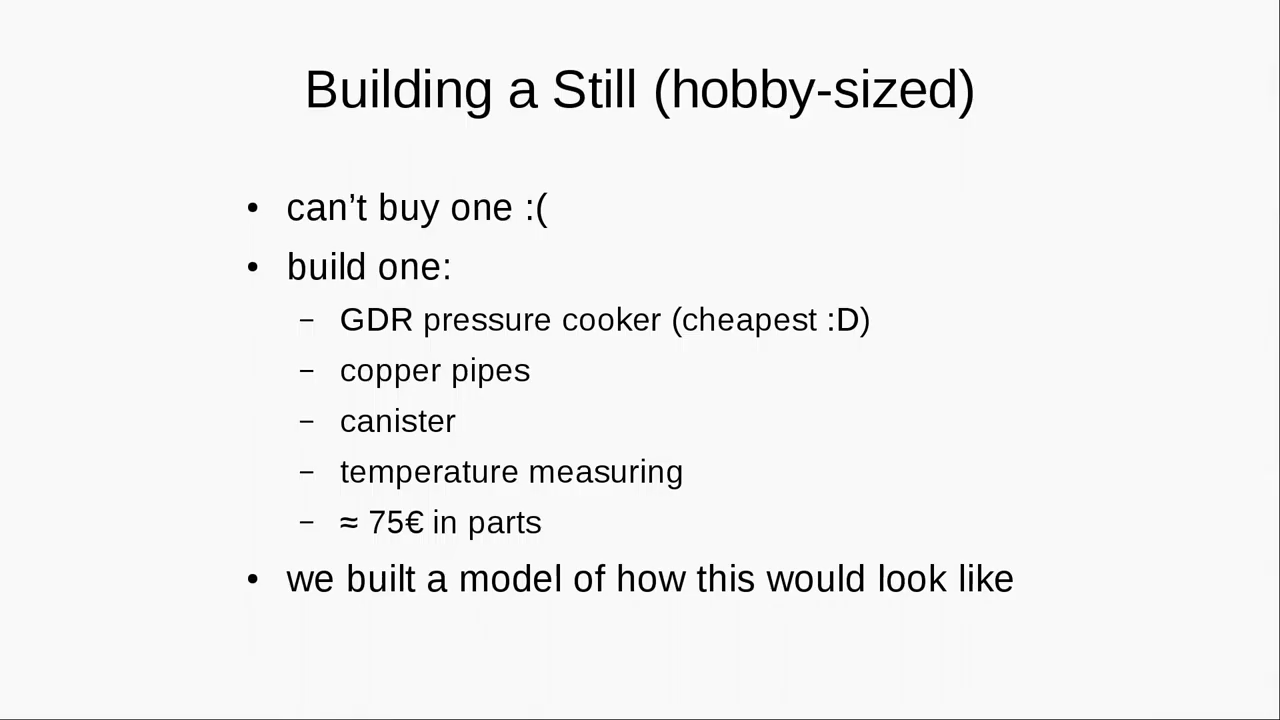 Building a Still (hobby-sized)
• can’t buy one :(
• build one:
– GDR pressure cooker (cheapest :D)
– copper pipes
– canister
– temperature measuring
– ≈ 75€ in parts
• we built a model of how this would look like